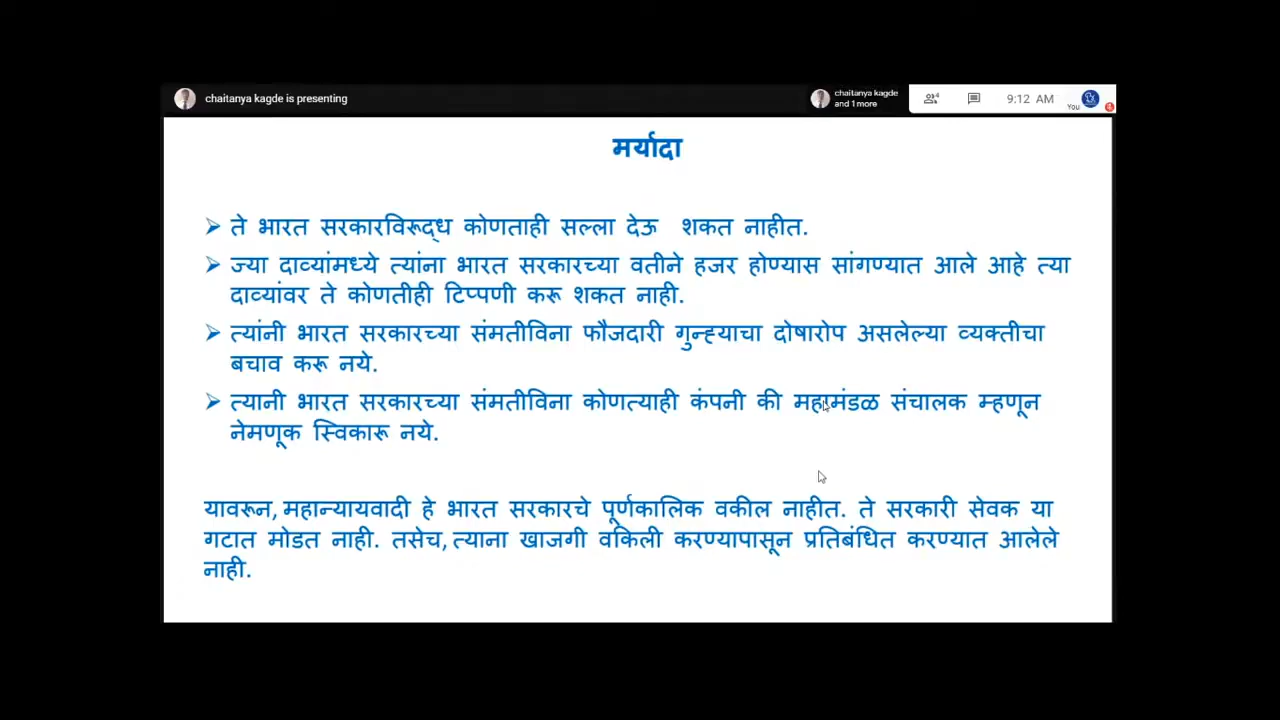 chaitanya kagde is presenting
chaitanya kagde
and 1 more
9:12 AM
You
मर्यादा
➢ ते भारत सरकारविरूद्ध कोणताही सल्ला देऊ शकत नाहीत.
➢ ज्या दाव्यांमध्ये त्यांना भारत सरकारच्या वतीने हजर होण्यास सांगण्यात आले आहे त्या
दाव्यांवर ते कोणतीही टिप्पणी करू शकत नाही.
➢ त्यांनी भारत सरकारच्या संमतीविना फौजदारी गुन्ह्याचा दोषारोप असलेल्या व्यक्तीचा
बचाव करू नये.
➢ त्यानी भारत सरकारच्या संमतीविना कोणत्याही कंपनी की महामंडळ संचालक म्हणून
नेमणूक स्विकारू नये.
यावरून, महान्यायवादी हे भारत सरकारचे पूर्णकालिक वकील नाहीत. ते सरकारी सेवक या
गटात मोडत नाही. तसेच, त्याना खाजगी वकिली करण्यापासून प्रतिबंधित करण्यात आलेले
नाही.